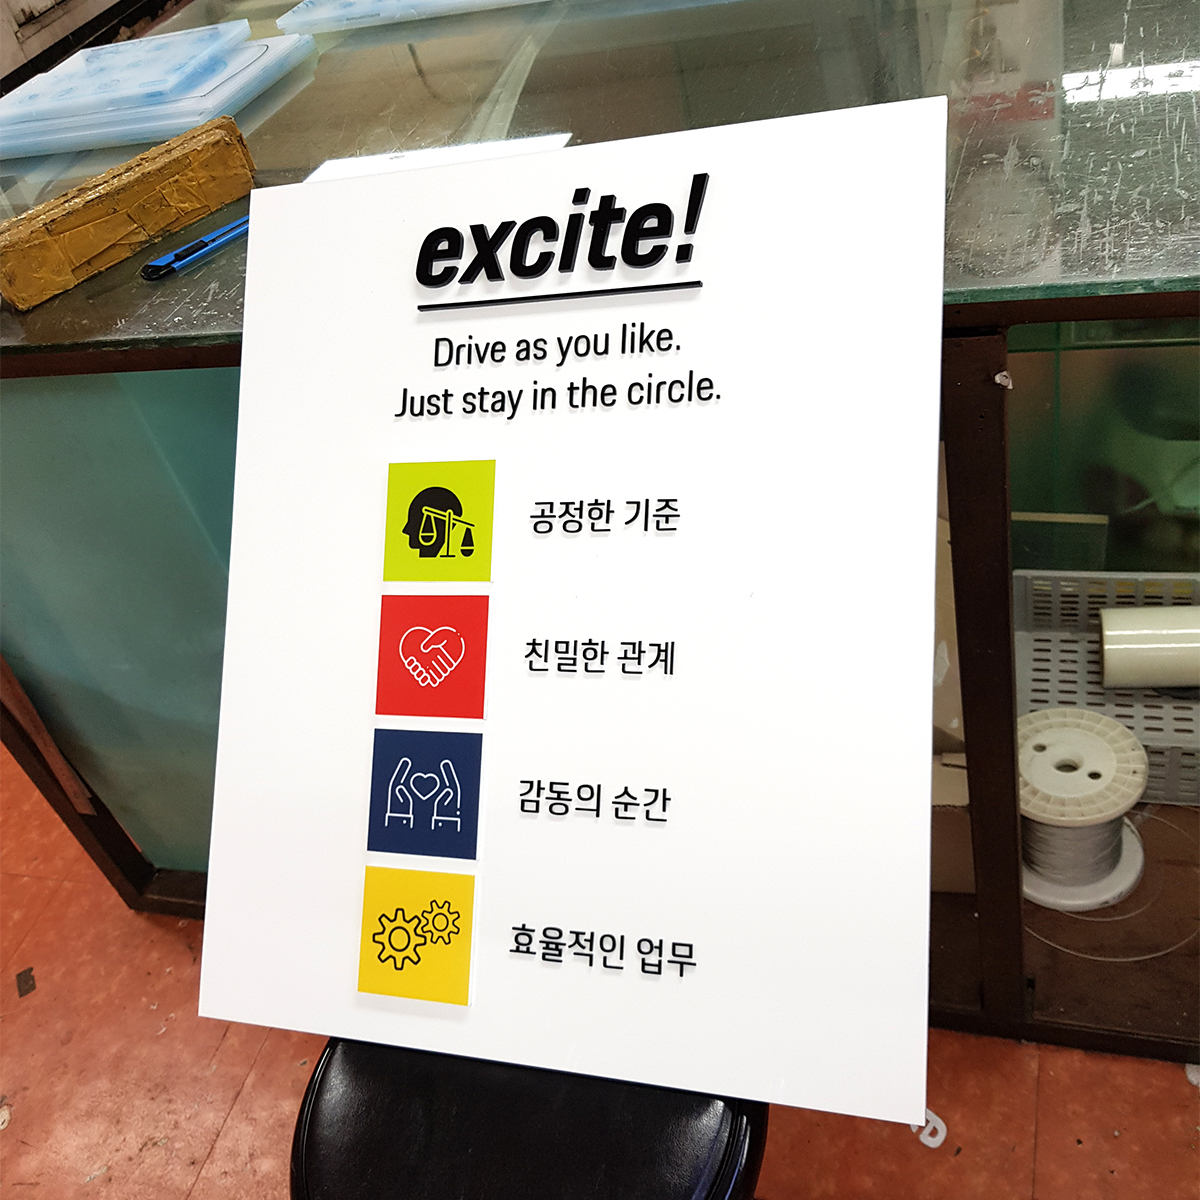 excite!
Drive as you like.
Just stay in the circle.
공정한 기준
친밀한 관계
감동의 순간
효율적인 업무